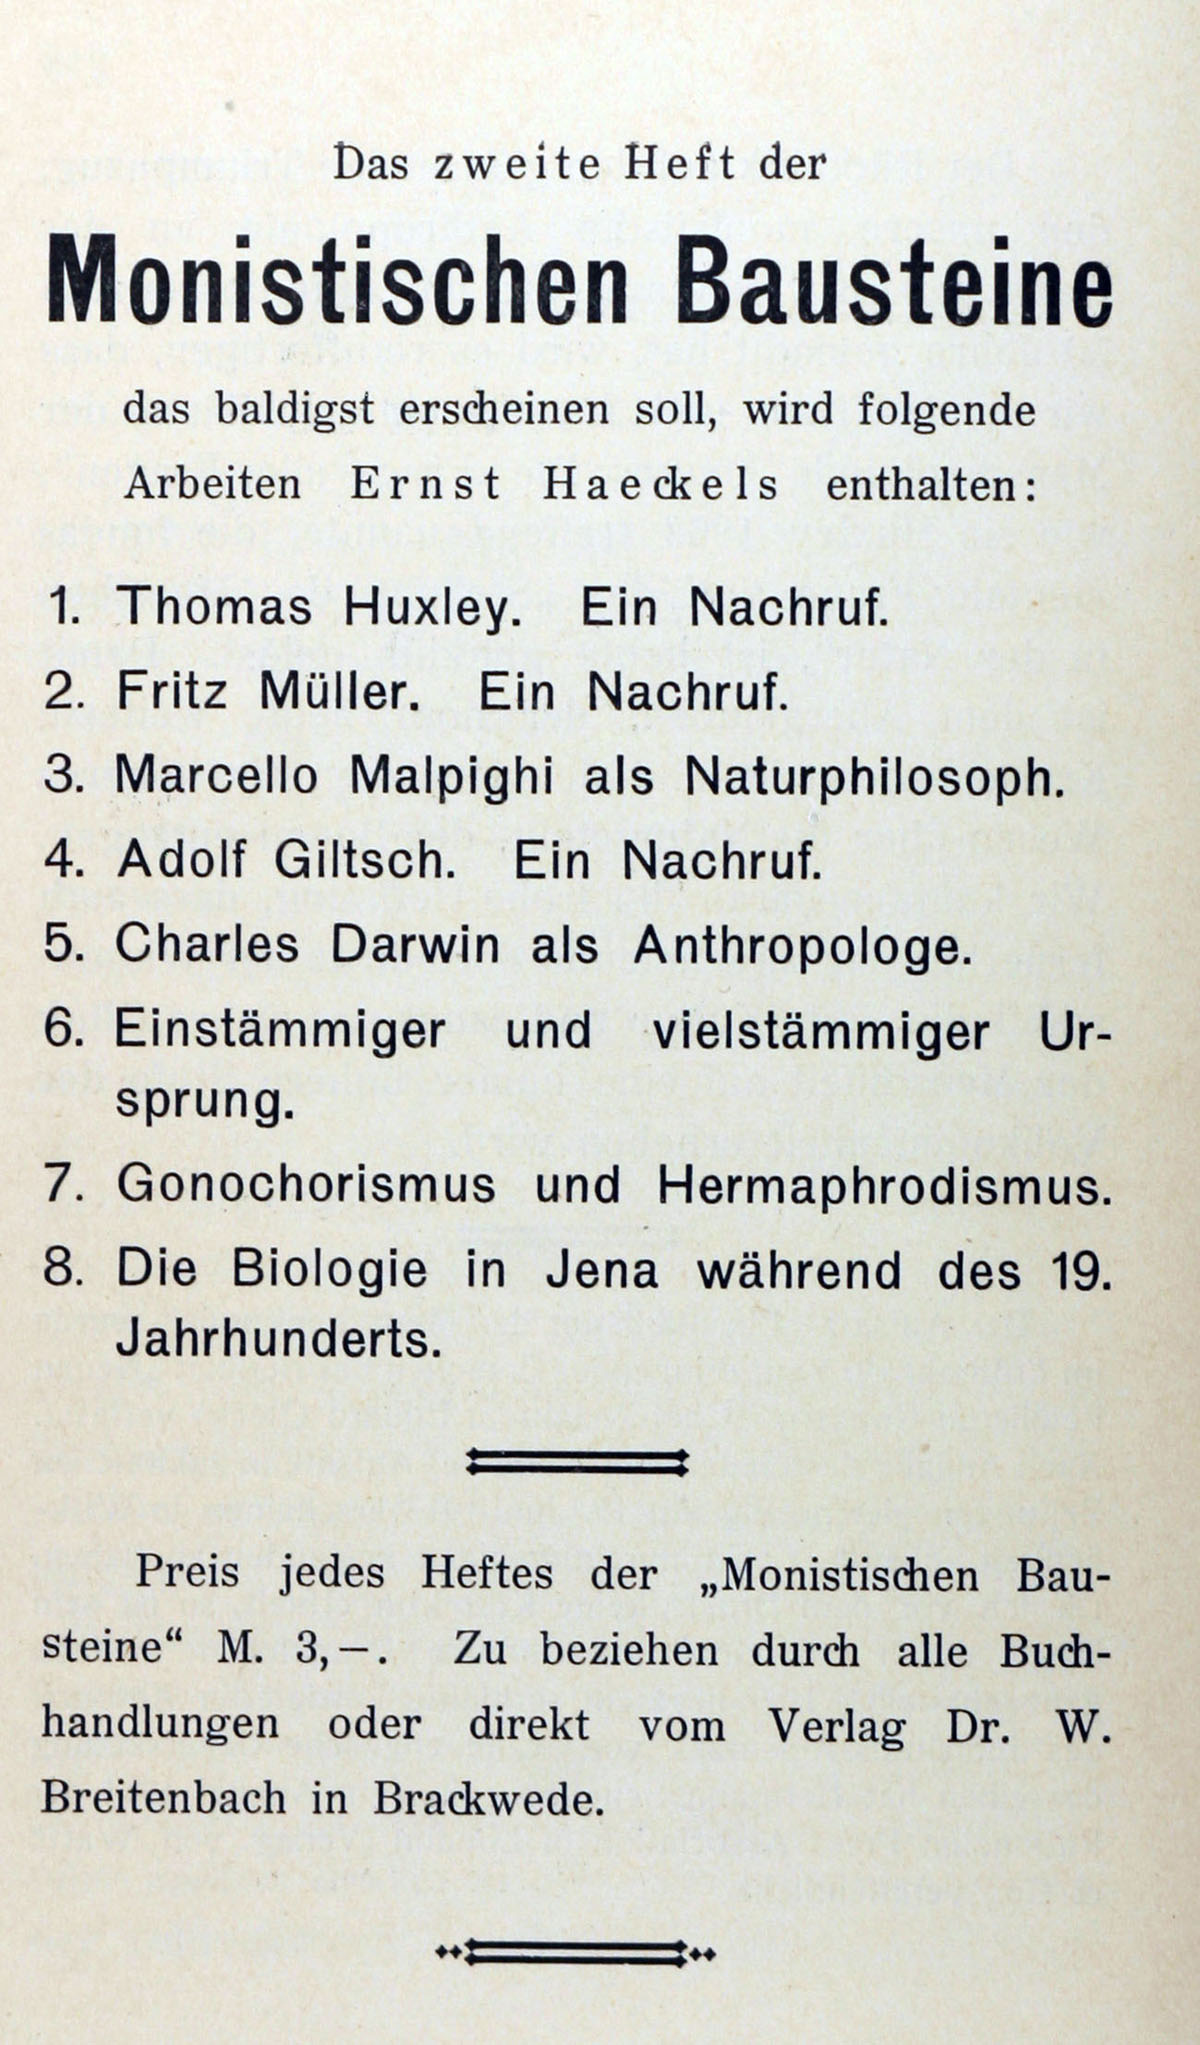 Das zweite Heft der
Monistischen Bausteine
das baldigst erscheinen soll, wird folgende
Arbeiten Ernst Haeckels enthalten:
1. Thomas Huxley. Ein Nachruf.
2. Fritz Müller. Ein Nachruf.
3. Marcello Malpighi als Naturphilosoph.
4. Adolf Giltsch. Ein Nachruf.
5. Charles Darwin als Anthropologe.
6. Einstämmiger und vielstämmiger Ur-
sprung.
7. Gonochorismus und Hermaphrodismus.
8. Die Biologie in Jena während des 19.
Jahrhunderts.
Preis jedes Heftes der „Monistischen Bau-
steine“ M. 3,—. Zu beziehen durch alle Buch-
handlungen oder direkt vom Verlag Dr. W.
Breitenbach in Brackwede.